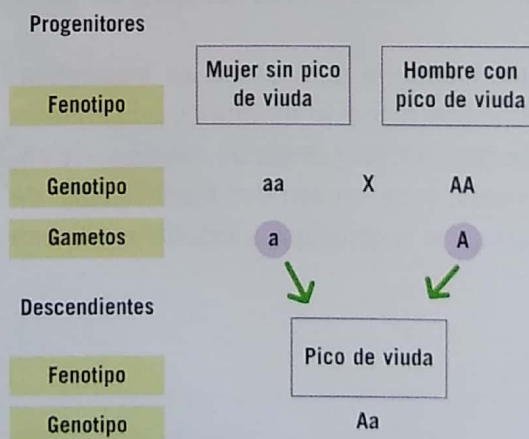 Progenitores
Mujer sin pico
de viuda
Hombre con
pico de viuda
Fenotipo
Genotipo
aa
X
AA
Gametos
a
A
Descendientes
Pico de viuda
Fenotipo
Genotipo
Aa